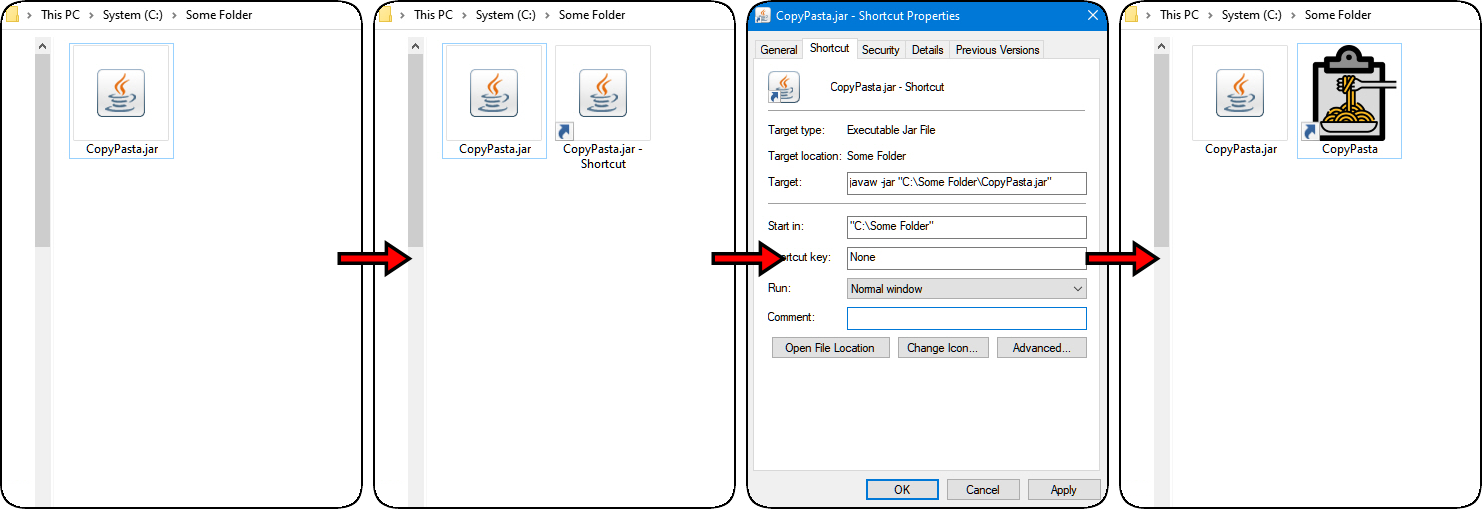 This PC > System (C:) > Some Folder
CopyPasta.jar
This PC > System (C:) > Some Folder
CopyPasta.jar
CopyPasta.jar -
Shortcut
CopyPasta.jar - Shortcut Properties
General Shortcut Security Details Previous Versions
CopyPasta.jar - Shortcut
Target type: Executable Jar File
Target location: Some Folder
Target: javaw -jar "C:\Some Folder\CopyPasta.jar"
Start in: "C:\Some Folder"
rtcut key: None
Run: Normal window
Comment:
Open File Location Change Icon... Advanced...
OK Cancel Apply
This PC > System (C:) > Some Folder
CopyPasta.jar
CopyPasta